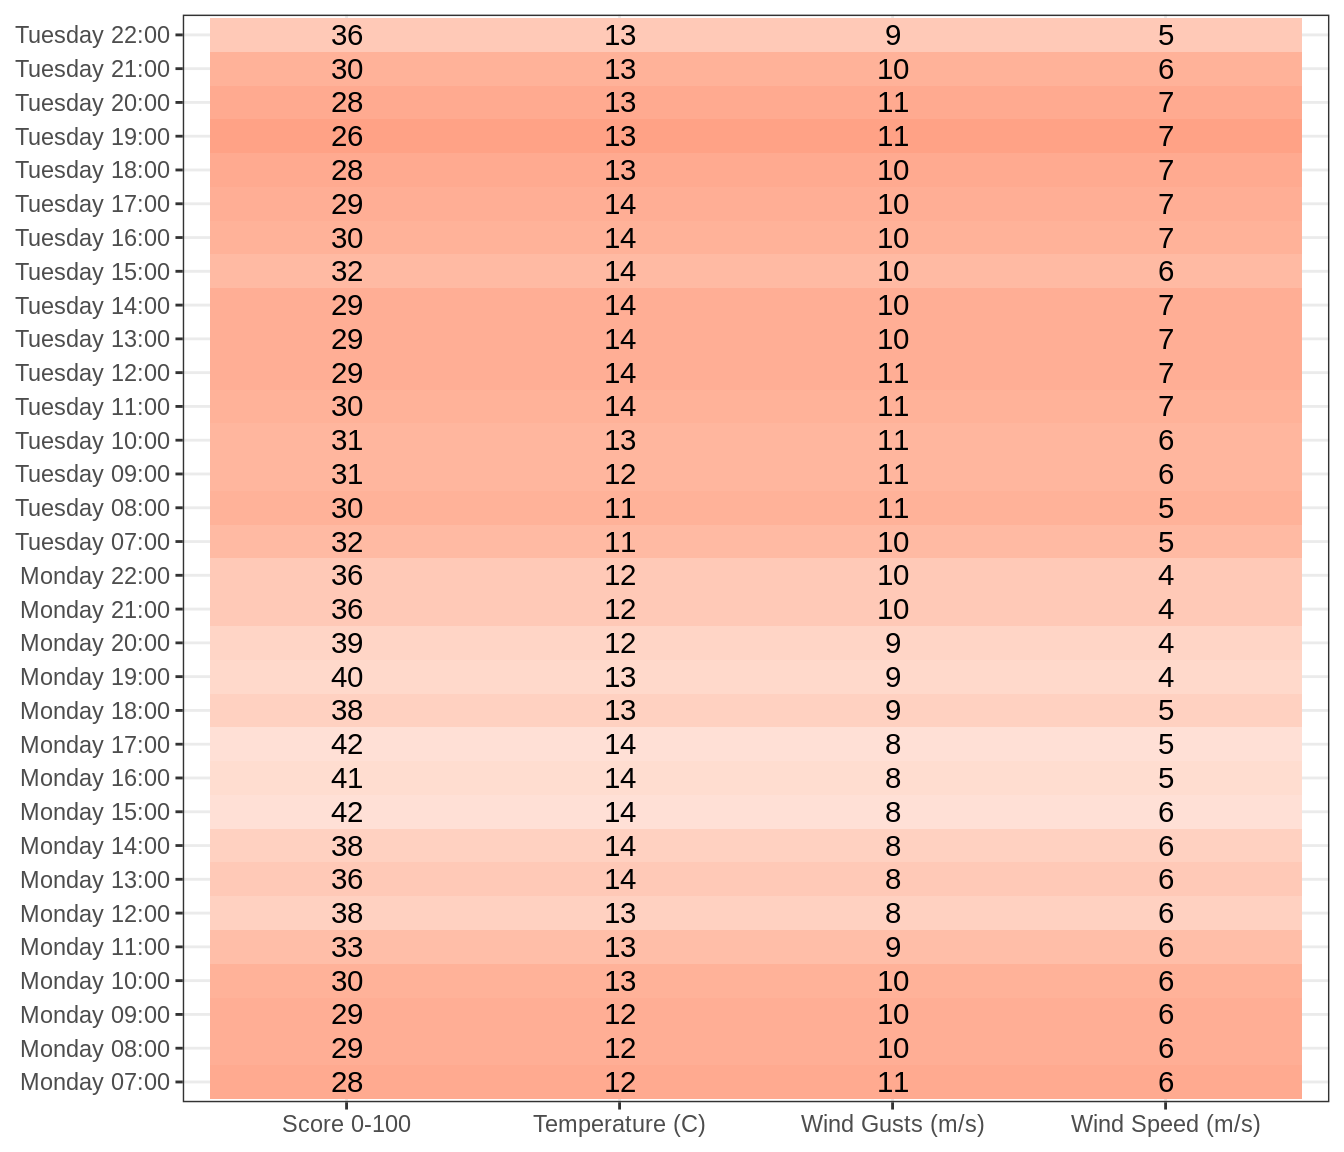 Tuesday 22:00 36 13 9 5
Tuesday 21:00 30 13 10 6
Tuesday 20:00 28 13 11 7
Tuesday 19:00 26 13 11 7
Tuesday 18:00 28 13 10 7
Tuesday 17:00 29 14 10 7
Tuesday 16:00 30 14 10 7
Tuesday 15:00 32 14 10 6
Tuesday 14:00 29 14 10 7
Tuesday 13:00 29 14 10 7
Tuesday 12:00 29 14 11 7
Tuesday 11:00 30 14 11 7
Tuesday 10:00 31 13 11 6
Tuesday 09:00 31 12 11 6
Tuesday 08:00 30 11 11 5
Tuesday 07:00 32 11 10 5
Monday 22:00 36 12 10 4
Monday 21:00 36 12 10 4
Monday 20:00 39 12 9 4
Monday 19:00 40 13 9 4
Monday 18:00 38 13 9 5
Monday 17:00 42 14 8 5
Monday 16:00 41 14 8 5
Monday 15:00 42 14 8 6
Monday 14:00 38 14 8 6
Monday 13:00 36 14 8 6
Monday 12:00 38 13 8 6
Monday 11:00 33 13 9 6
Monday 10:00 30 13 10 6
Monday 09:00 29 12 10 6
Monday 08:00 29 12 10 6
Monday 07:00 28 12 11 6
Score 0-100 Temperature (C) Wind Gusts (m/s) Wind Speed (m/s)